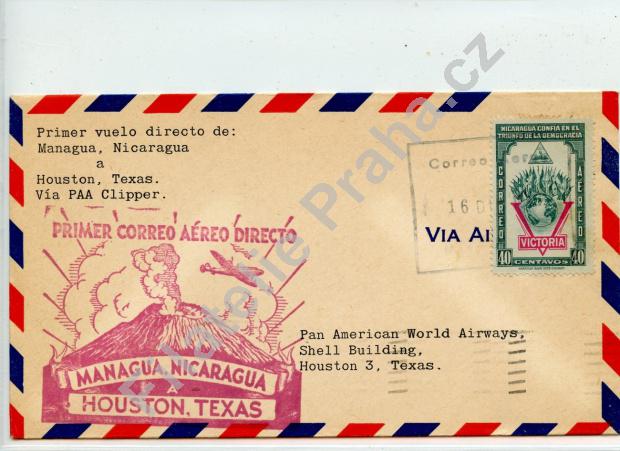 Primer vuelo directo de:
Managua, Nicaragua
a
Houston, Texas.
Vía PAA Clipper.
Correo
16 D
VIA AI
NICARAGUA CONFIA EN EL
TRIUNFO DE LA DEMOCRACIA
CORREO
AEREO
VICTORIA
40 CENTAVOS 40
PRIMER CORREO AÉREO DIRECTO
MANAGUA, NICARAGUA
A
HOUSTON, TEXAS
Pan American World Airways,
Shell Building,
Houston 3, Texas.
Filatelie Praha.cz